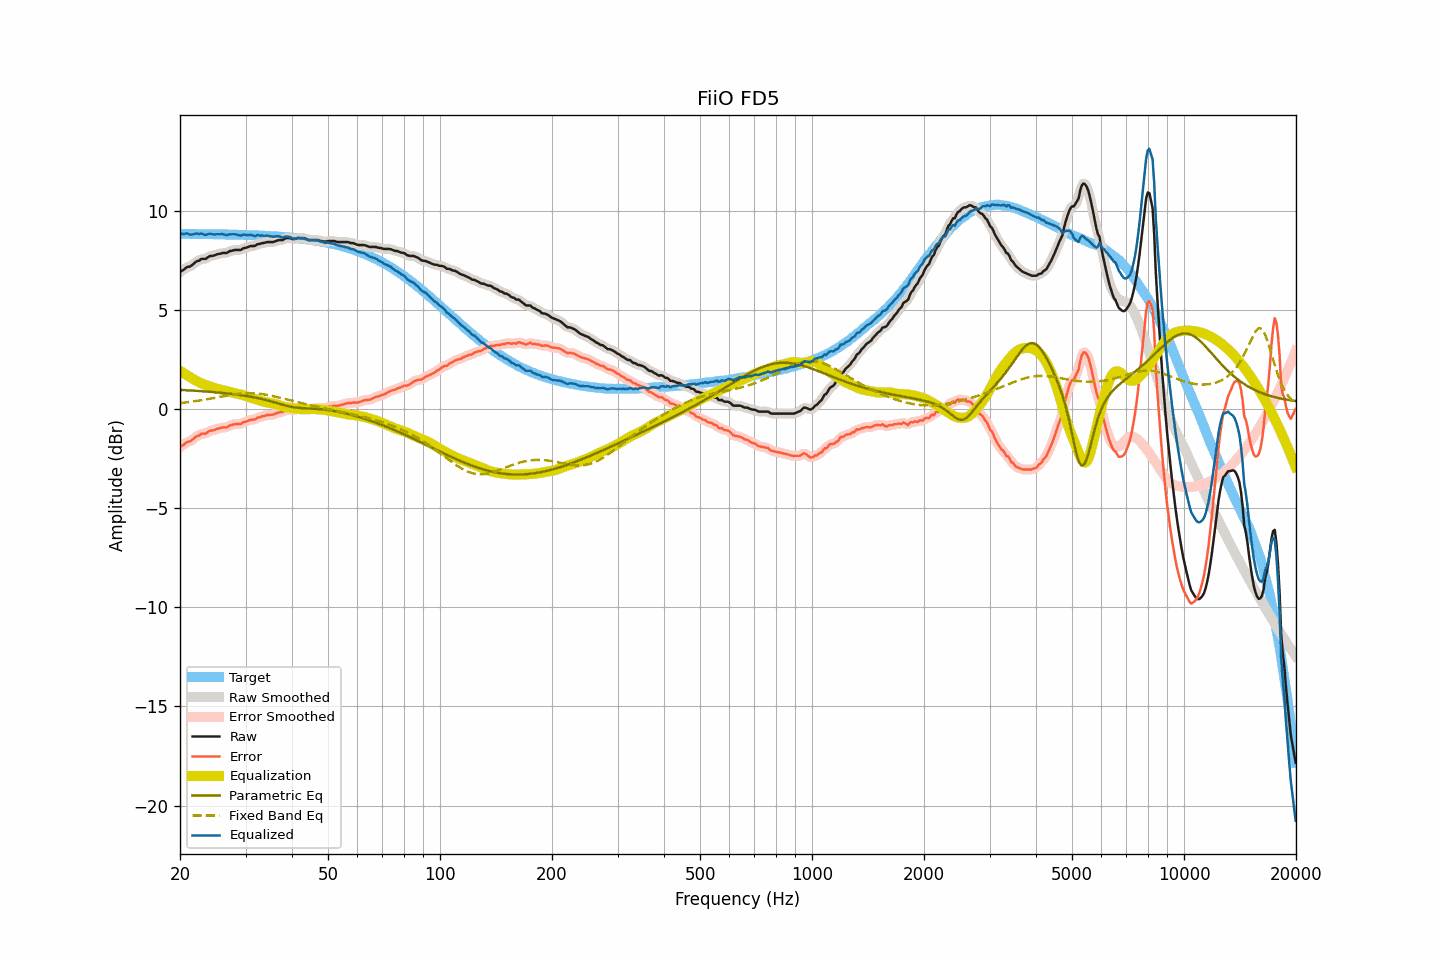 FiiO FD5
Amplitude (dBr)
10
5
0
−5
−10
−15
−20
Target
Raw Smoothed
Error Smoothed
Raw
Error
Equalization
Parametric Eq
Fixed Band Eq
Equalized
20 50 100 200 500 1000 2000 5000 10000 20000
Frequency (Hz)